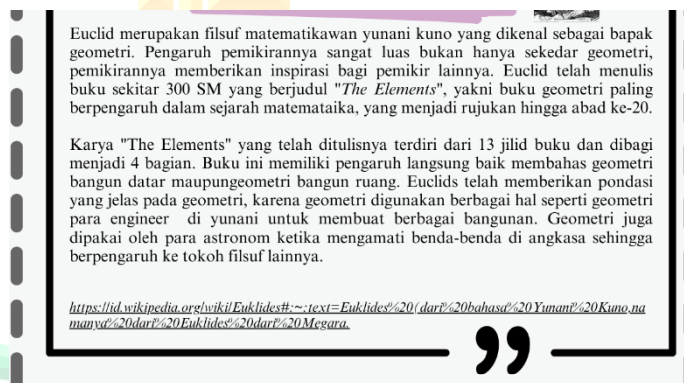 Euclid merupakan filsuf matematikawan yunani kuno yang dikenal sebagai bapak
geometri. Pengaruh pemikirannya sangat luas bukan hanya sekedar geometri,
pemikirannya memberikan inspirasi bagi pemikir lainnya. Euclid telah menulis
buku sekitar 300 SM yang berjudul "The Elements", yakni buku geometri paling
berpengaruh dalam sejarah matemataika, yang menjadi rujukan hingga abad ke-20.
Karya "The Elements" yang telah ditulisnya terdiri dari 13 jilid buku dan dibagi
menjadi 4 bagian. Buku ini memiliki pengaruh langsung baik membahas geometri
bangun datar maupungeometri bangun ruang. Euclids telah memberikan pondasi
yang jelas pada geometri, karena geometri digunakan berbagai hal seperti geometri
para engineer di yunani untuk membuat berbagai bangunan. Geometri juga
dipakai oleh para astronom ketika mengamati benda-benda di angkasa sehingga
berpengaruh ke tokoh filsuf lainnya.
https://id.wikipedia.org/wiki/Euklides#:~:text=Euklides%20(dari%20bahasa%20Yunani%20Kuno,na
manya%20dari%20Euklides%20dari%20Megara.
”